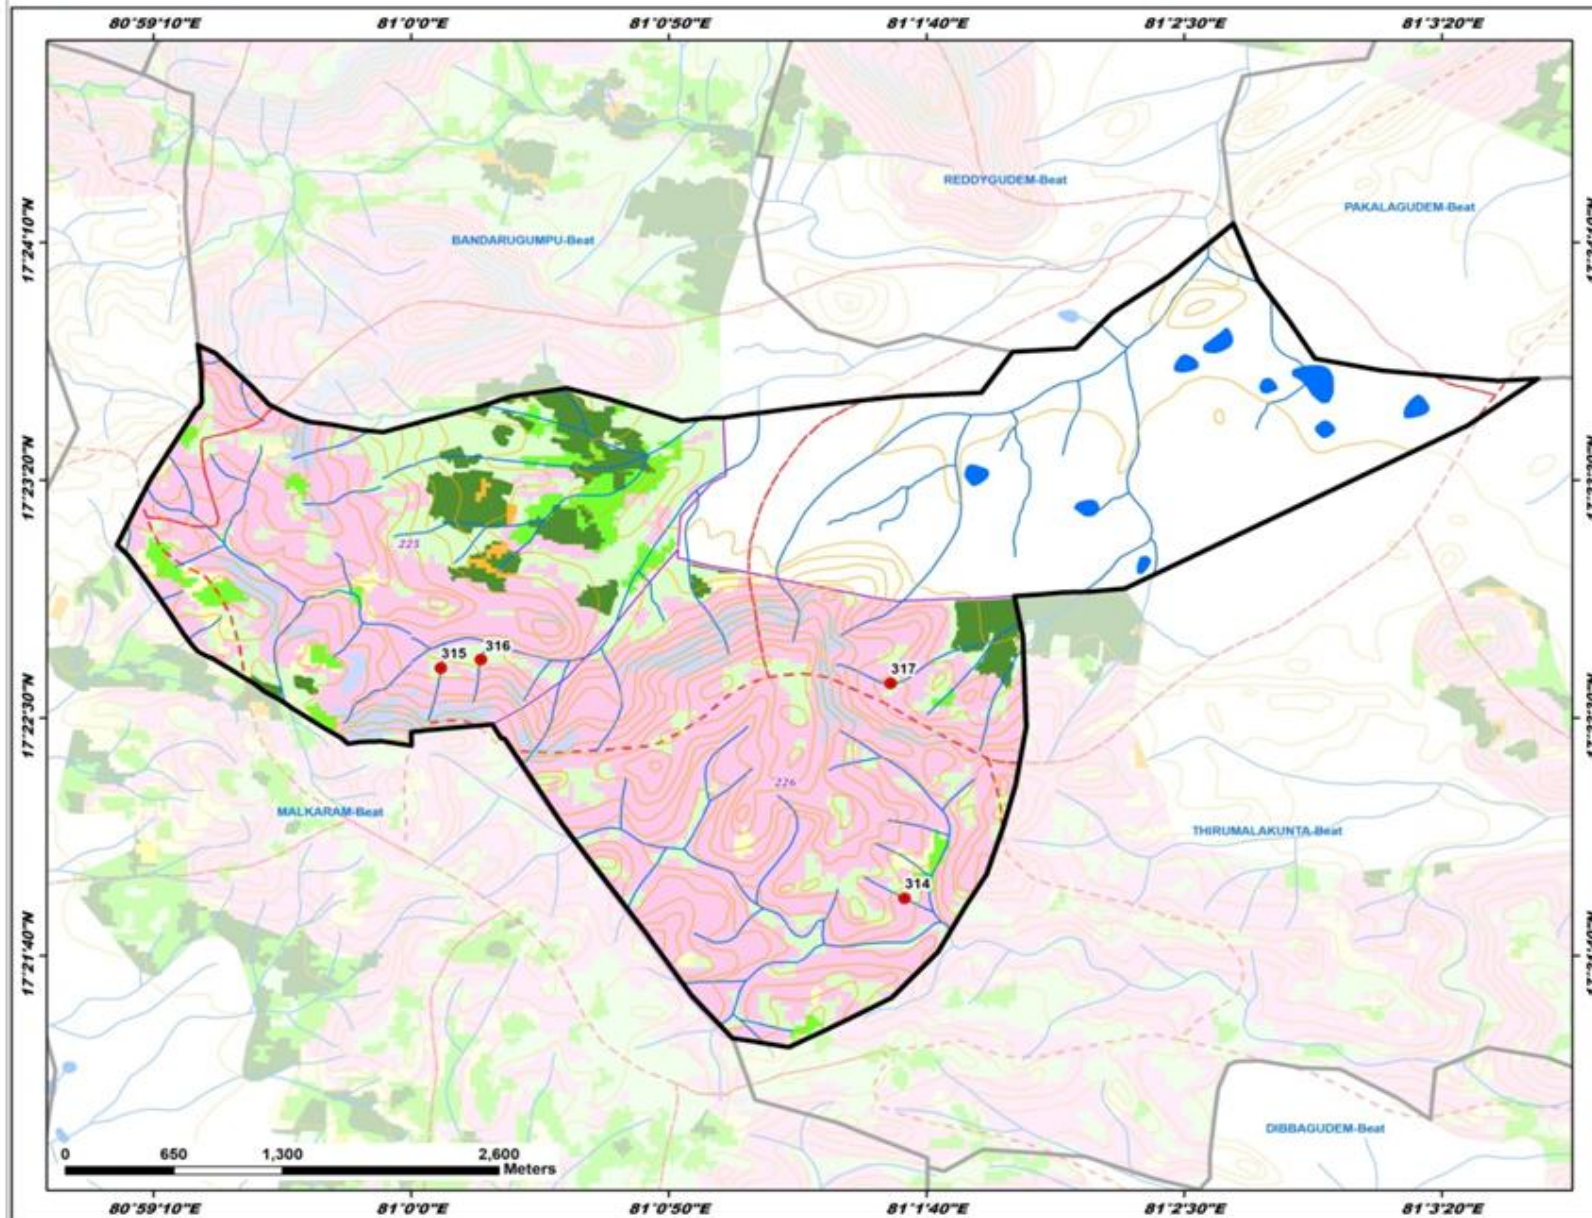 80°59'10"E 81°0'0"E 81°0'50"E 81°1'40"E 81°2'30"E 81°3'20"E
REDDYGUDEM-Beat
PAKALAGUDEM-Beat
BANDARUGUMPU-Beat
17°24'10"N
17°23'20"N
225
315
316
317
17°22'30"N
226
MALKARAM-Beat
THIRUMALAKUNTA-Beat
314
17°21'40"N
DIBBAGUDEM-Beat
0 650 1,300 2,600
Meters
80°59'10"E 81°0'0"E 81°0'50"E 81°1'40"E 81°2'30"E 81°3'20"E